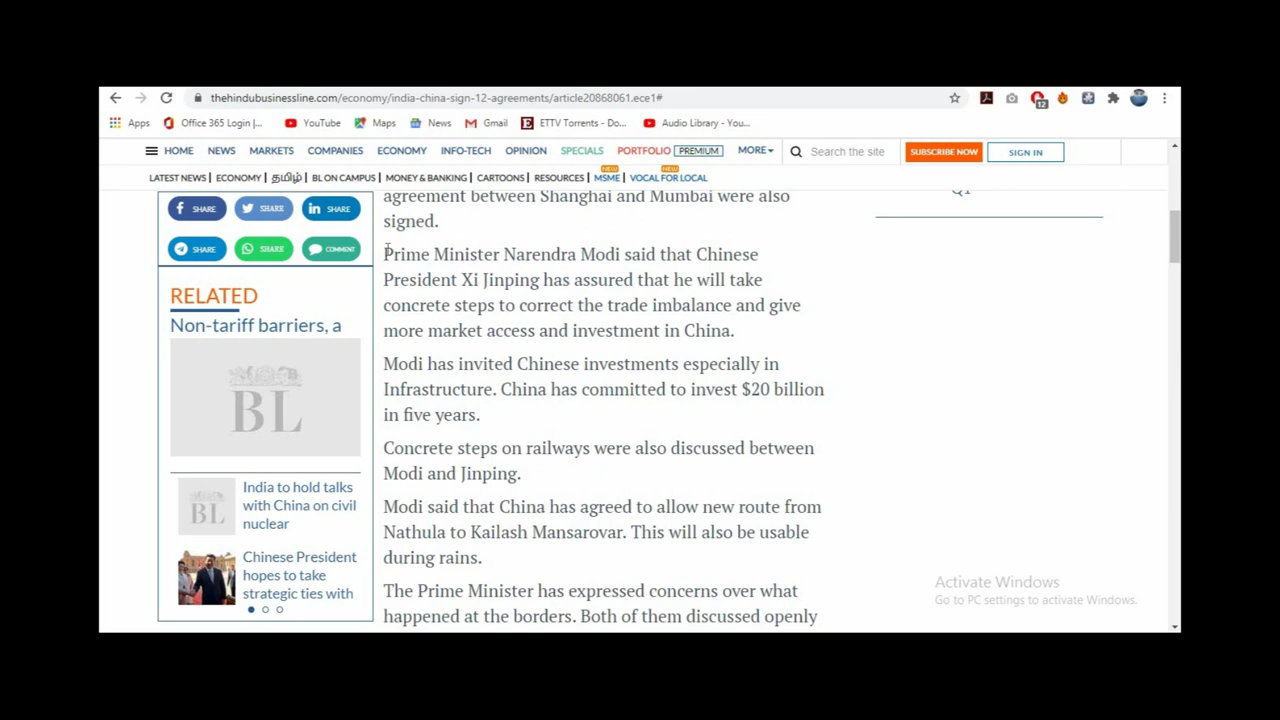 thehindubusinessline.com/economy/india-china-sign-12-agreements/article20868061.ece1#
12
Apps Office 365 Login |... YouTube Maps News Gmail ETTV Torrents - Do... Audio Library - You...
HOME NEWS MARKETS COMPANIES ECONOMY INFO-TECH OPINION SPECIALS PORTFOLIO PREMIUM MORE Search the site SUBSCRIBE NOW SIGN IN
NEW NEW
LATEST NEWS | ECONOMY | தமிழ் | BL ON CAMPUS | MONEY & BANKING | CARTOONS | RESOURCES | MSME | VOCAL FOR LOCAL
SHARE SHARE SHARE
SHARE SHARE COMMENT
RELATED
Non-tariff barriers, a
BL
BL
India to hold talks
with China on civil
nuclear
Chinese President
hopes to take
strategic ties with
agreement between Shanghai and Mumbai were also
signed.
Prime Minister Narendra Modi said that Chinese
President Xi Jinping has assured that he will take
concrete steps to correct the trade imbalance and give
more market access and investment in China.
Modi has invited Chinese investments especially in
Infrastructure. China has committed to invest $20 billion
in five years.
Concrete steps on railways were also discussed between
Modi and Jinping.
Modi said that China has agreed to allow new route from
Nathula to Kailash Mansarovar. This will also be usable
during rains.
The Prime Minister has expressed concerns over what
happened at the borders. Both of them discussed openly
Activate Windows
Go to PC settings to activate Windows.